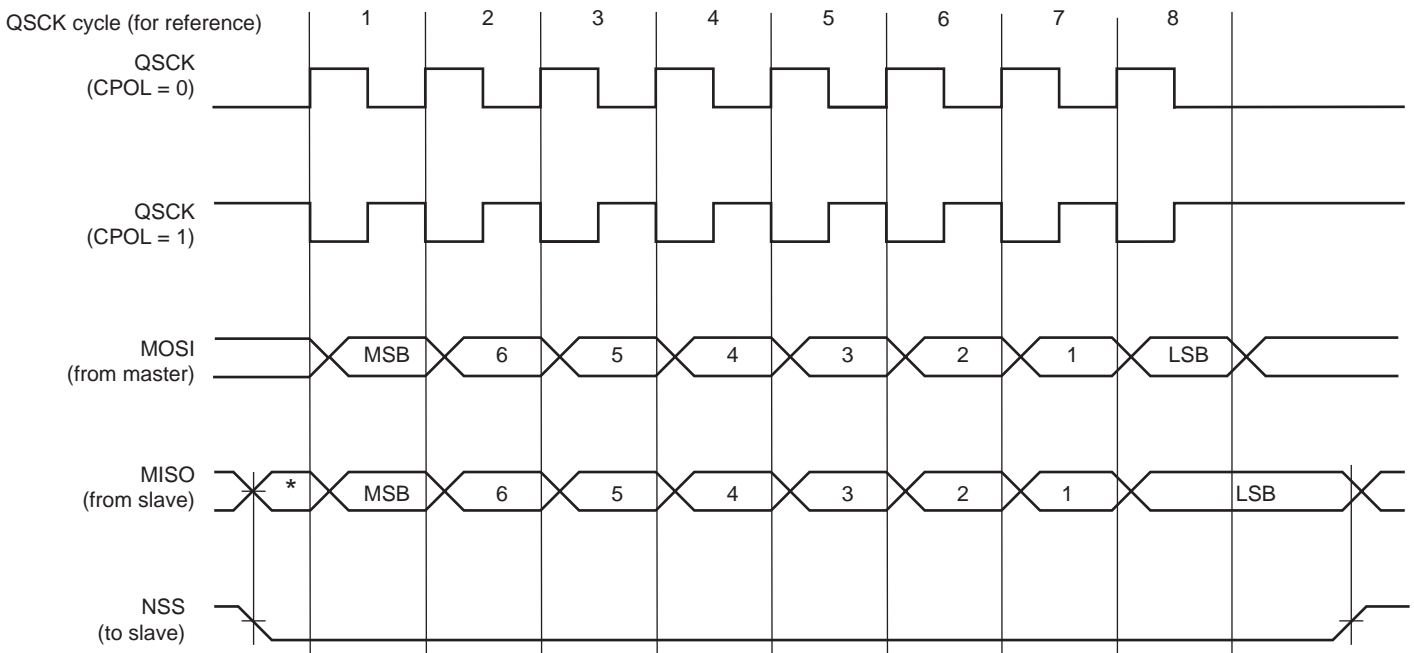 QSCK cycle (for reference) 1 2 3 4 5 6 7 8
QSCK
(CPOL = 0)
QSCK
(CPOL = 1)
MOSI
(from master)
MSB 6 5 4 3 2 1 LSB
MISO
(from slave)
* MSB 6 5 4 3 2 1 LSB
NSS
(to slave)